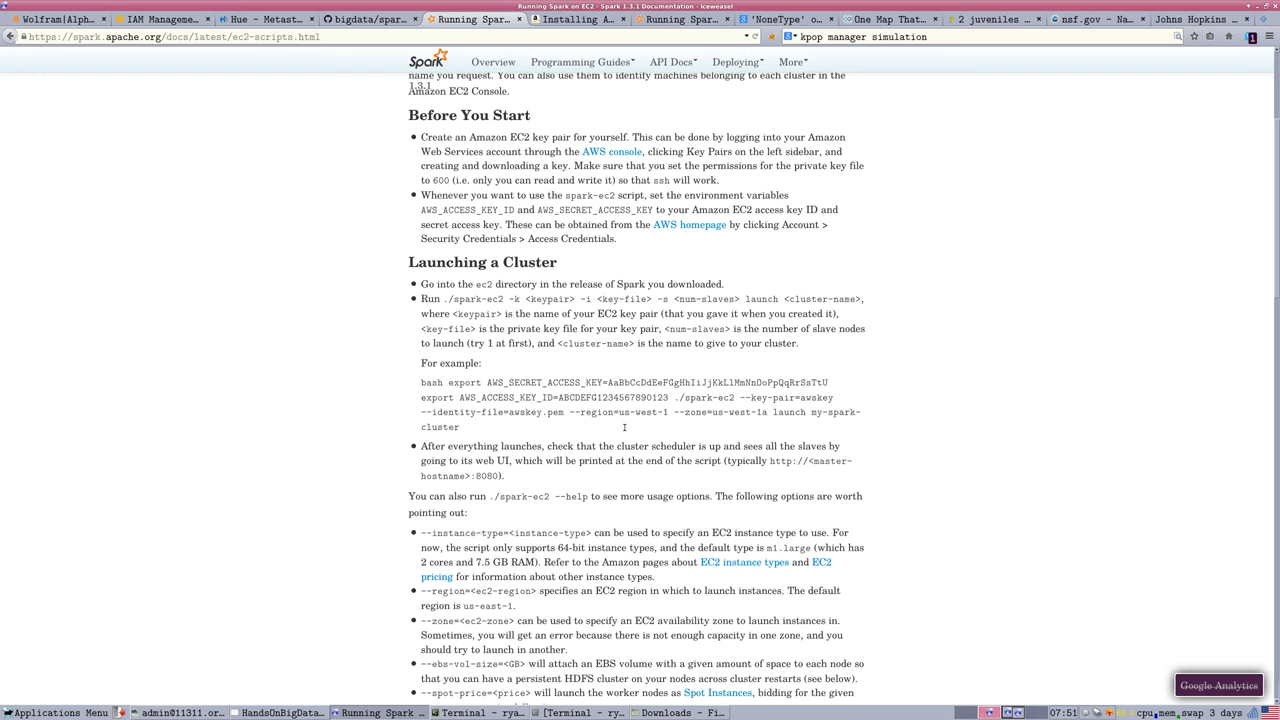 Running Spark on EC2 - Spark 1.3.1 Documentation - Iceweasel
Wolfram|Alph... IAM Manageme... Hue - Metast... bigdata/spar... Running Spar... Installing A... Running Spar... 'NoneType' o... One Map That... 2 juveniles ... nsf.gov - Na... Johns Hopkins ...
https://spark.apache.org/docs/latest/ec2-scripts.html kpop manager simulation 1
Spark Overview Programming Guides API Docs Deploying More
name you request. You can also use them to identify machines belonging to each cluster in the
1.3.1
Amazon EC2 Console.
Before You Start
Create an Amazon EC2 key pair for yourself. This can be done by logging into your Amazon
Web Services account through the AWS console, clicking Key Pairs on the left sidebar, and
creating and downloading a key. Make sure that you set the permissions for the private key file
to 600 (i.e. only you can read and write it) so that ssh will work.
Whenever you want to use the spark-ec2 script, set the environment variables
AWS_ACCESS_KEY_ID and AWS_SECRET_ACCESS_KEY to your Amazon EC2 access key ID and
secret access key. These can be obtained from the AWS homepage by clicking Account >
Security Credentials > Access Credentials.
Launching a Cluster
Go into the ec2 directory in the release of Spark you downloaded.
Run ./spark-ec2 -k <keypair> -i <key-file> -s <num-slaves> launch <cluster-name>,
where <keypair> is the name of your EC2 key pair (that you gave it when you created it),
<key-file> is the private key file for your key pair, <num-slaves> is the number of slave nodes
to launch (try 1 at first), and <cluster-name> is the name to give to your cluster.
For example:
bash export AWS_SECRET_ACCESS_KEY=AaBbCcDdEeFGgHhIiJjKkLlMmNnOoPpQqRrSsTtU
export AWS_ACCESS_KEY_ID=ABCDEFG1234567890123 ./spark-ec2 --key-pair=awskey
--identity-file=awskey.pem --region=us-west-1 --zone=us-west-1a launch my-spark-
cluster
After everything launches, check that the cluster scheduler is up and sees all the slaves by
going to its web UI, which will be printed at the end of the script (typically http://<master-
hostname>:8080).
You can also run ./spark-ec2 --help to see more usage options. The following options are worth
pointing out:
--instance-type=<instance-type> can be used to specify an EC2 instance type to use. For
now, the script only supports 64-bit instance types, and the default type is m1.large (which has
2 cores and 7.5 GB RAM). Refer to the Amazon pages about EC2 instance types and EC2
pricing for information about other instance types.
--region=<ec2-region> specifies an EC2 region in which to launch instances. The default
region is us-east-1.
--zone=<ec2-zone> can be used to specify an EC2 availability zone to launch instances in.
Sometimes, you will get an error because there is not enough capacity in one zone, and you
should try to launch in another.
--ebs-vol-size=<GB> will attach an EBS volume with a given amount of space to each node so
that you can have a persistent HDFS cluster on your nodes across cluster restarts (see below).
--spot-price=<price> will launch the worker nodes as Spot Instances, bidding for the given
Google Analytics
Applications Menu admin@11311.or... HandsOnBigData... Running Spark ... Terminal - rya... [Terminal - ry... Downloads - Fi... 07:51 cpu mem swap 3 days